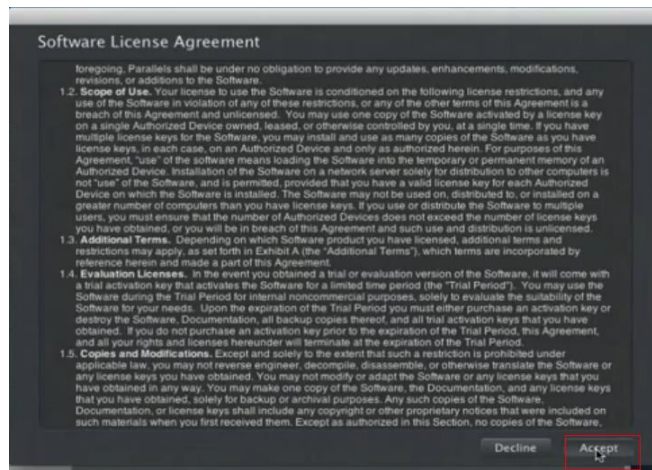 Software License Agreement
foregoing, Parallels shall be under no obligation to provide any updates, enhancements, modifications,
revisions, or additions to the Software.
1.2. Scope of Use. Your license to use the Software is conditioned on the following license restrictions, and any
use of the Software in violation of any of these restrictions, or any of the other terms of this Agreement is a
breach of this Agreement and unlicensed. You may use one copy of the Software activated by a license key
on a single Authorized Device owned, leased, or otherwise controlled by you, at a single time. If you have
multiple license keys for the Software, you may install and use as many copies of the Software as you have
license keys, in each case, on an Authorized Device and only as authorized herein. For purposes of this
Agreement, "use" of the software means loading the Software into the temporary or permanent memory of an
Authorized Device. Installation of the Software on a network server solely for distribution to other computers is
not "use" of the Software, and is permitted, provided that you have a valid license key for each Authorized
Device on which the Software is installed. The Software may not be used on, distributed to, or installed on a
greater number of computers than you have license keys. If you use or distribute the Software to multiple
users, you must ensure that the number of Authorized Devices does not exceed the number of license keys
you have obtained, or you will be in breach of this Agreement and such use and distribution is unlicensed.
1.3. Additional Terms. Depending on which Software product you have licensed, additional terms and
restrictions may apply, as set forth in Exhibit A (the "Additional Terms"), which terms are incorporated by
reference herein and made a part of this Agreement.
1.4. Evaluation Licenses. In the event you obtained a trial or evaluation version of the Software, it will come with
a trial activation key that activates the Software for a limited time period (the "Trial Period"). You may use the
Software during the Trial Period for internal noncommercial purposes, solely to evaluate the suitability of the
Software for your needs. Upon the expiration of the Trial Period you must either purchase an activation key or
destroy the Software, Documentation, all backup copies thereof, and all trial activation keys that you have
obtained. If you do not purchase an activation key prior to the expiration of the Trial Period, this Agreement,
and all your rights and licenses hereunder will terminate at the expiration of the Trial Period.
1.5. Copies and Modifications. Except and solely to the extent that such a restriction is prohibited under
applicable law, you may not reverse engineer, decompile, disassemble, or otherwise translate the Software or
any license keys you have obtained. You may not modify or adapt the Software or any license keys that you
have obtained in any way. You may make one copy of the Software, the Documentation, and any license keys
that you have obtained, solely for backup or archival purposes. Any such copies of the Software,
Documentation, or license keys shall include any copyright or other proprietary notices that were included on
such materials when you first received them. Except as authorized in this Section, no copies of the Software,
Decline Accept